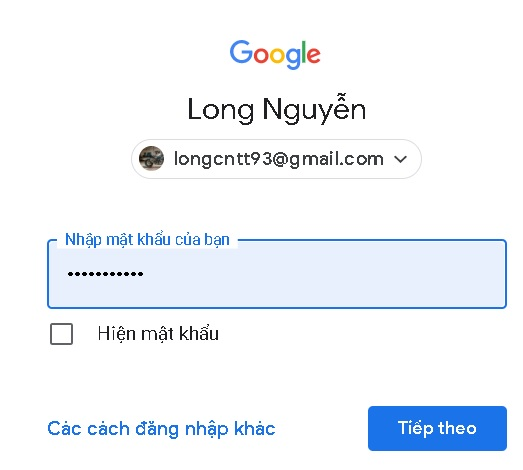 Google
Long Nguyễn
longcntt93@gmail.com
Nhập mật khẩu của bạn
•••••••••••
Hiện mật khẩu
Các cách đăng nhập khác
Tiếp theo